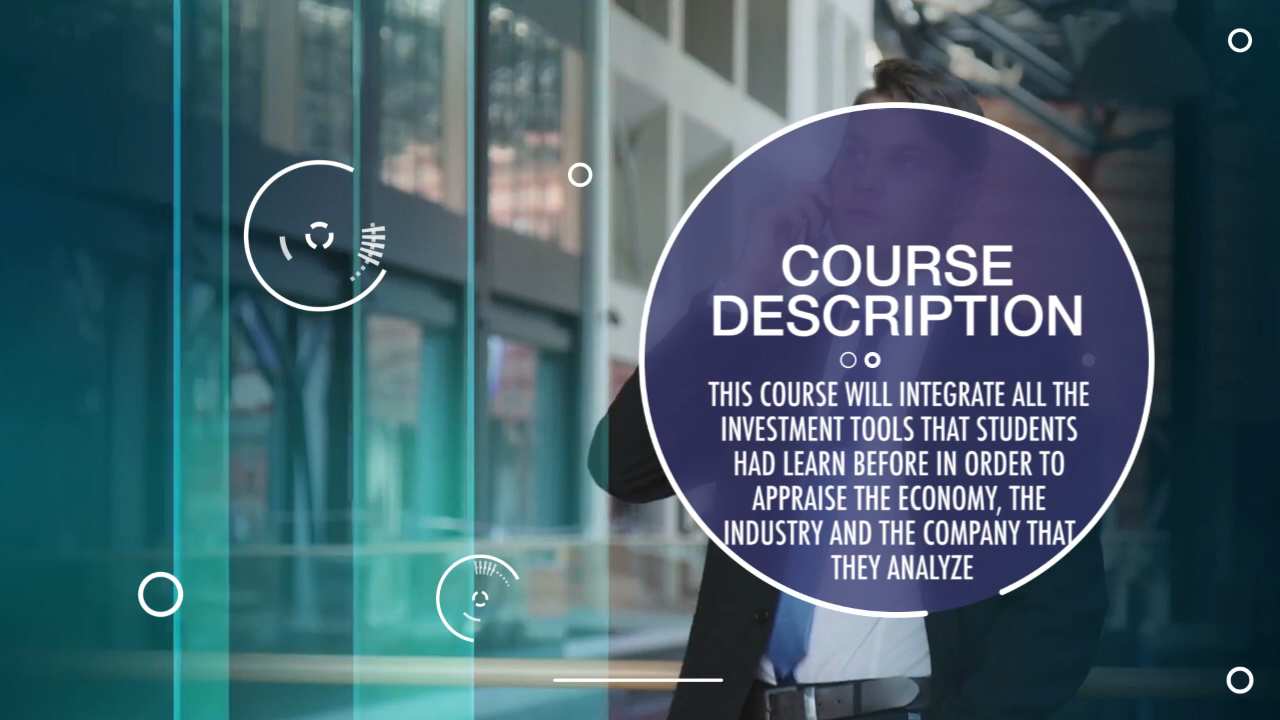 COURSE
DESCRIPTION
THIS COURSE WILL INTEGRATE ALL THE
INVESTMENT TOOLS THAT STUDENTS
HAD LEARN BEFORE IN ORDER TO
APPRAISE THE ECONOMY, THE
INDUSTRY AND THE COMPANY THAT
THEY ANALYZE